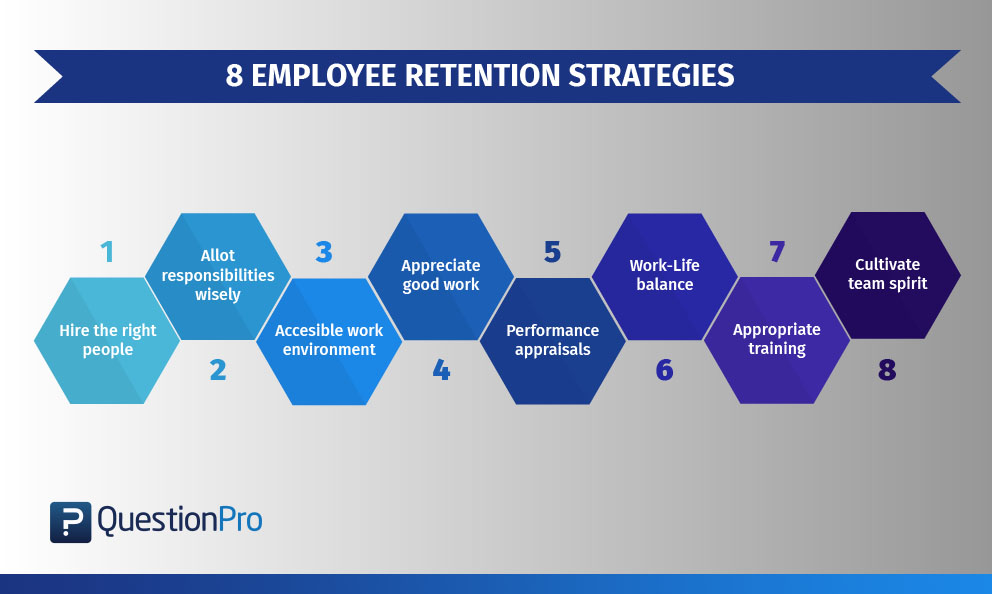 8 EMPLOYEE RETENTION STRATEGIES
1
Hire the right
people
Allot
responsibilities
wisely
2
3
Accesible work
environment
Appreciate
good work
4
5
Performance
appraisals
Work-Life
balance
6
7
Appropriate
training
Cultivate
team spirit
8
QuestionPro